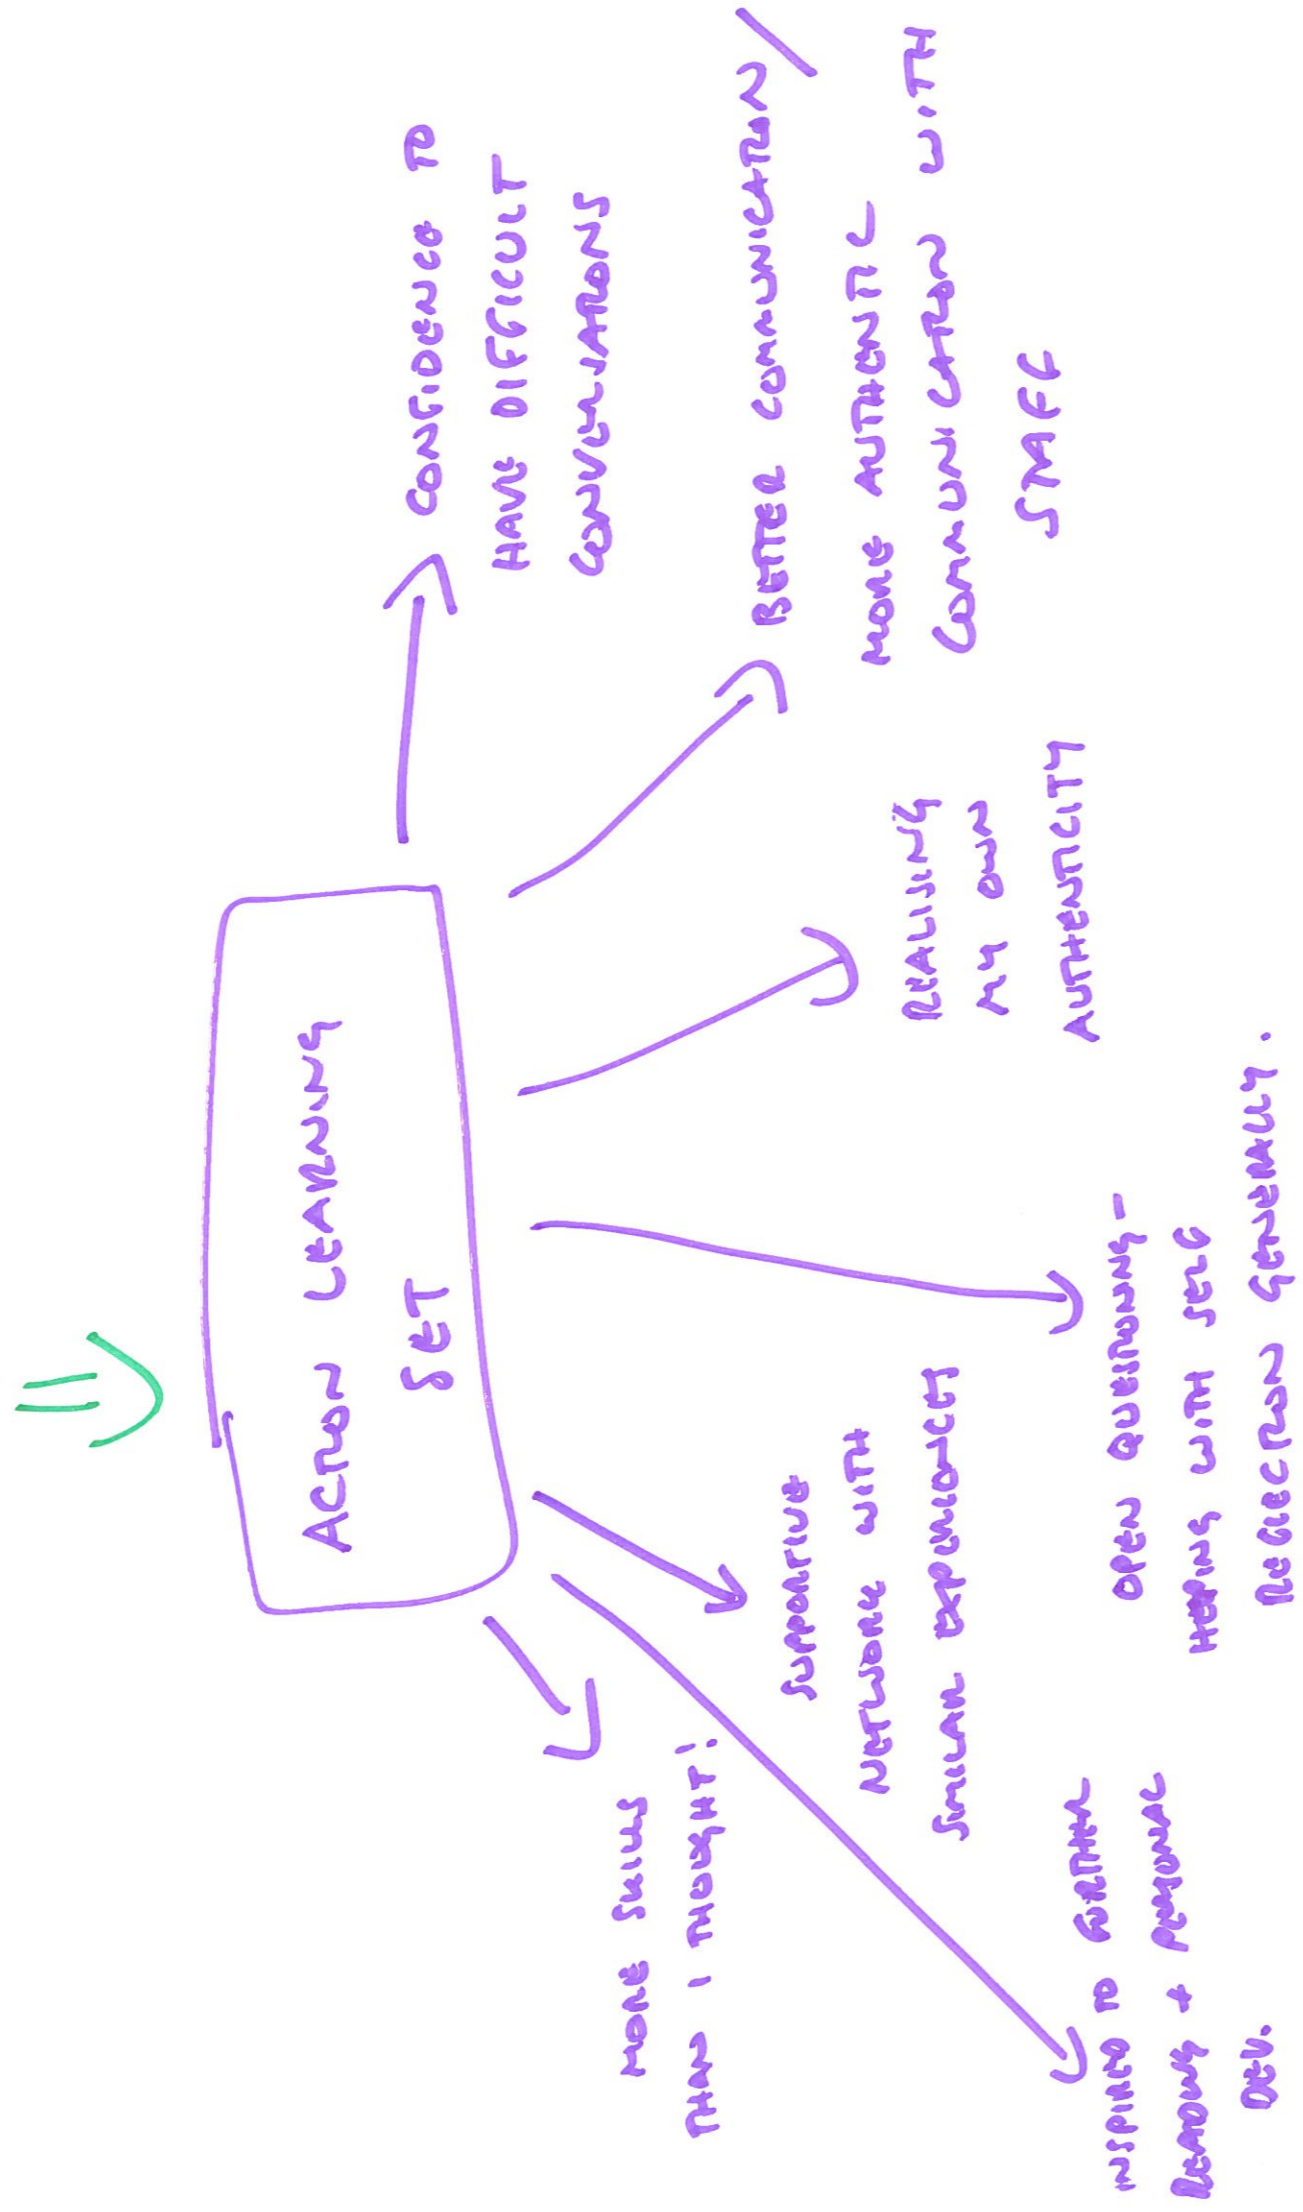 ACTION LEARNING
SET
MORE SKILLS
THAN I THOUGHT!
INSPIRED TO FURTHER
READING + PERSONAL
DEV.
SUPPORTIVE
NETWORK WITH
SIMILAR EXPERIENCES
OPEN QUESTIONING -
HEPING WITH SELF
REFLECTION GENERALLY.
REALISING
MY OWN
AUTHENTICITY
BETTER COMMUNICATION /
MORE AUTHENTIC
COMMUNICATION WITH
STAFF
CONFIDENCE TO
HAVE DIFFICULT
CONVERSATIONS